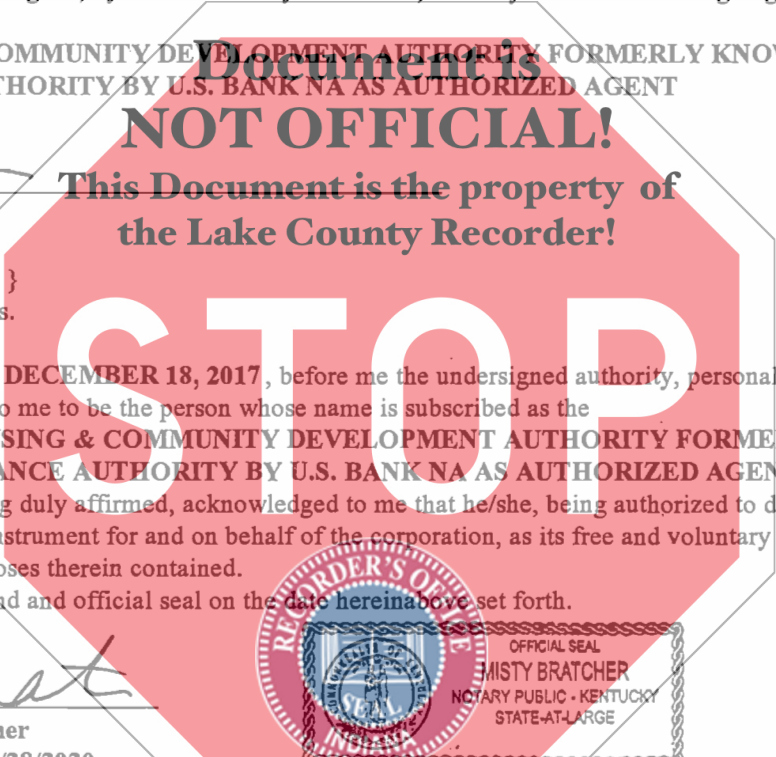 OMMUNITY DEVELOPMENT AUTHORITY FORMERLY KNOW
THORITY BY U.S. BANK NA AS AUTHORIZED AGENT
Document is
NOT OFFICIAL!
This Document is the property of
the Lake County Recorder!
}
s.
STOP
DECEMBER 18, 2017, before me the undersigned authority, personal
o me to be the person whose name is subscribed as the
SING & COMMUNITY DEVELOPMENT AUTHORITY FORME
ANCE AUTHORITY BY U.S. BANK NA AS AUTHORIZED AGEN
g duly affirmed, acknowledged to me that he/she, being authorized to d
strument for and on behalf of the corporation, as its free and voluntary
oses therein contained.
nd and official seal on the date hereinabove set forth.
RECORDER'S OFFICE
SEAL
INDIANA
OFFICIAL SEAL
MISTY BRATCHER
NOTARY PUBLIC - KENTUCKY
STATE-AT-LARGE
her